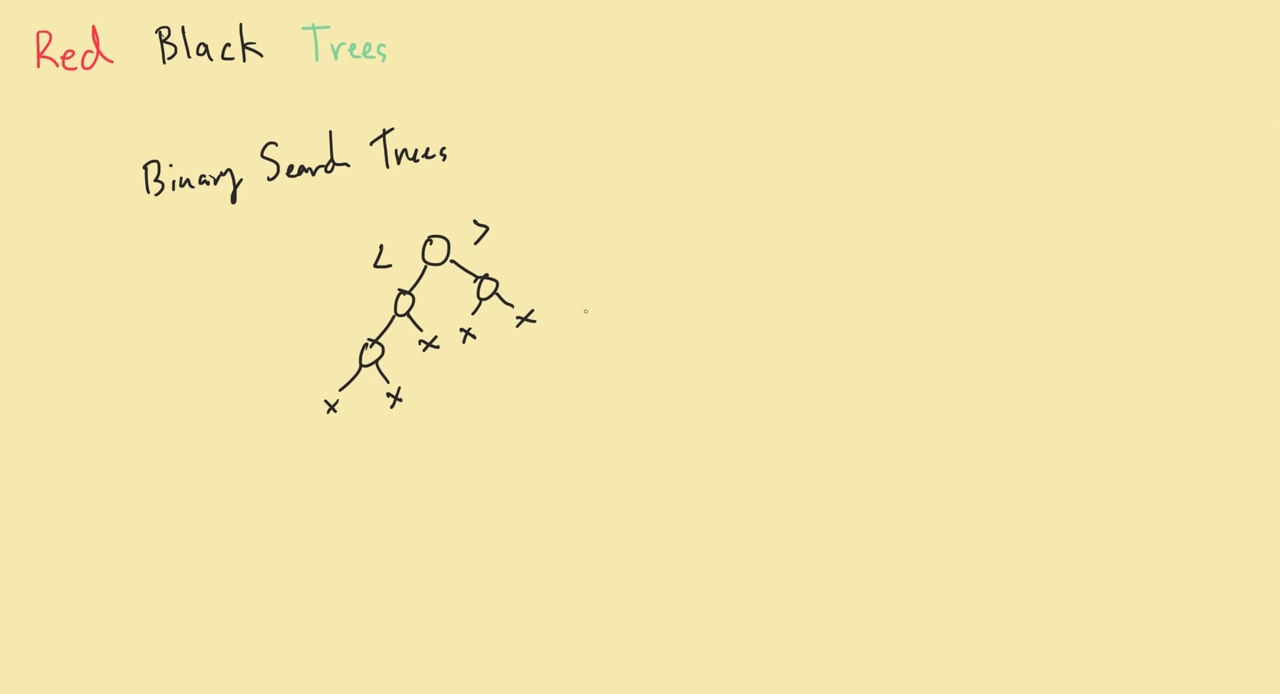 Red Black Trees
Binary Search Trees
< >
x x x
x x